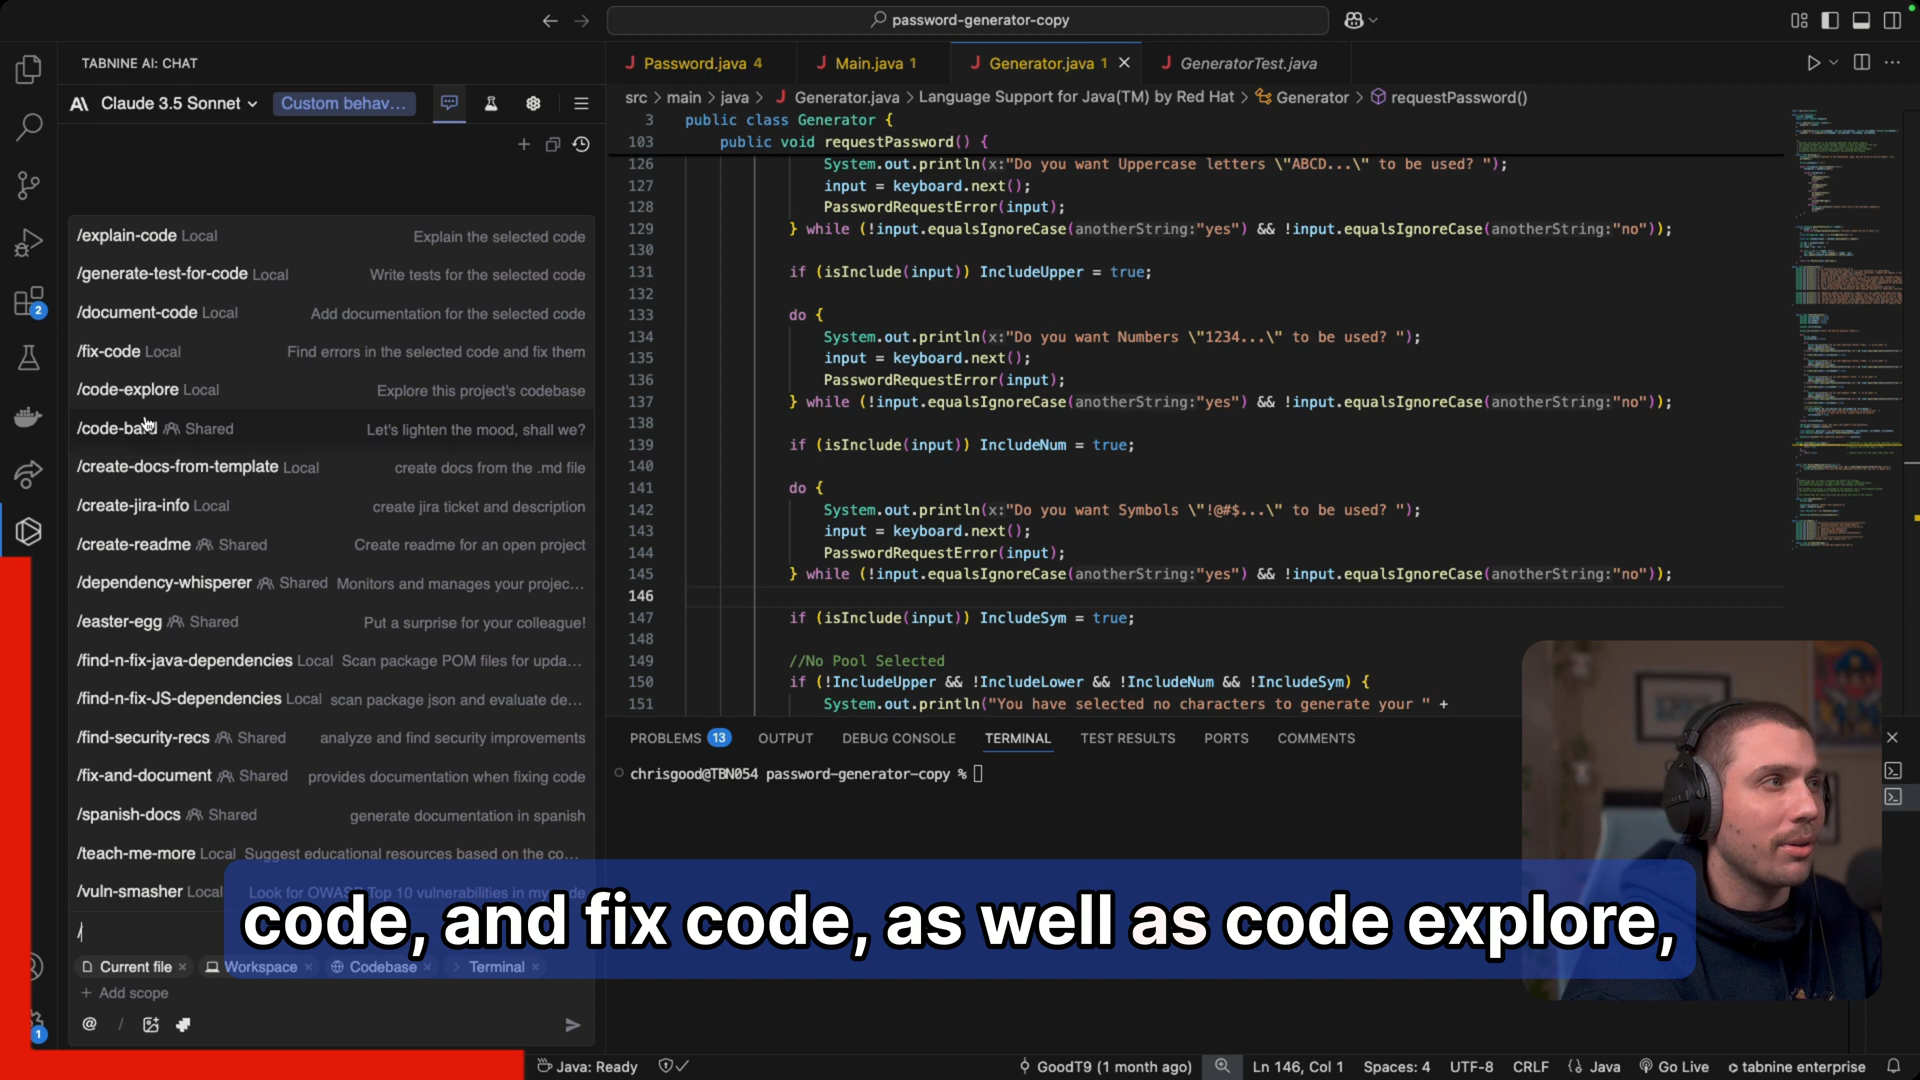 password-generator-copy
TABNINE AI: CHAT
Claude 3.5 Sonnet
Custom behav...
Password.java 4
Main.java 1
Generator.java 1
GeneratorTest.java
src > main > java > Generator.java > Language Support for Java(TM) by Red Hat > Generator > requestPassword()
3 public class Generator {
103 public void requestPassword() {
126 System.out.println(x:"Do you want Uppercase letters \"ABCD...\" to be used? ");
127 input = keyboard.next();
128 PasswordRequestError(input);
129 } while (!input.equalsIgnoreCase(anotherString:"yes") && !input.equalsIgnoreCase(anotherString:"no"));
130
131 if (isInclude(input)) IncludeUpper = true;
132
133 do {
134 System.out.println(x:"Do you want Numbers \"1234...\" to be used? ");
135 input = keyboard.next();
136 PasswordRequestError(input);
137 } while (!input.equalsIgnoreCase(anotherString:"yes") && !input.equalsIgnoreCase(anotherString:"no"));
138
139 if (isInclude(input)) IncludeNum = true;
140
141 do {
142 System.out.println(x:"Do you want Symbols \"!@#$...\" to be used? ");
143 input = keyboard.next();
144 PasswordRequestError(input);
145 } while (!input.equalsIgnoreCase(anotherString:"yes") && !input.equalsIgnoreCase(anotherString:"no"));
146
147 if (isInclude(input)) IncludeSym = true;
148
149 //No Pool Selected
150 if (!IncludeUpper && !IncludeLower && !IncludeNum && !IncludeSym) {
151 System.out.println("You have selected no characters to generate your " +
/explain-code Local Explain the selected code
/generate-test-for-code Local Write tests for the selected code
/document-code Local Add documentation for the selected code
/fix-code Local Find errors in the selected code and fix them
/code-explore Local Explore this project's codebase
/code-bard Shared Let's lighten the mood, shall we?
/create-docs-from-template Local create docs from the .md file
/create-jira-info Local create jira ticket and description
/create-readme Shared Create readme for an open project
/dependency-whisperer Shared Monitors and manages your projec...
/easter-egg Shared Put a surprise for your colleague!
/find-n-fix-java-dependencies Local Scan package POM files for upda...
/find-n-fix-JS-dependencies Local scan package json and evaluate de...
/find-security-recs Shared analyze and find security improvements
/fix-and-document Shared provides documentation when fixing code
/spanish-docs Shared generate documentation in spanish
/teach-me-more Local Suggest educational resources based on the co...
/vuln-smasher Local Look for OWASP Top 10 vulnerabilities in my code
/
Current file × Workspace × Codebase × > Terminal ×
+ Add scope
@ /
PROBLEMS 13 OUTPUT DEBUG CONSOLE TERMINAL TEST RESULTS PORTS COMMENTS
chrisgood@TBN054 password-generator-copy %
code, and fix code, as well as code explore,
2
1
Java: Ready
GoodT9 (1 month ago)
Ln 146, Col 1 Spaces: 4 UTF-8 CRLF {} Java Go Live tabnine enterprise